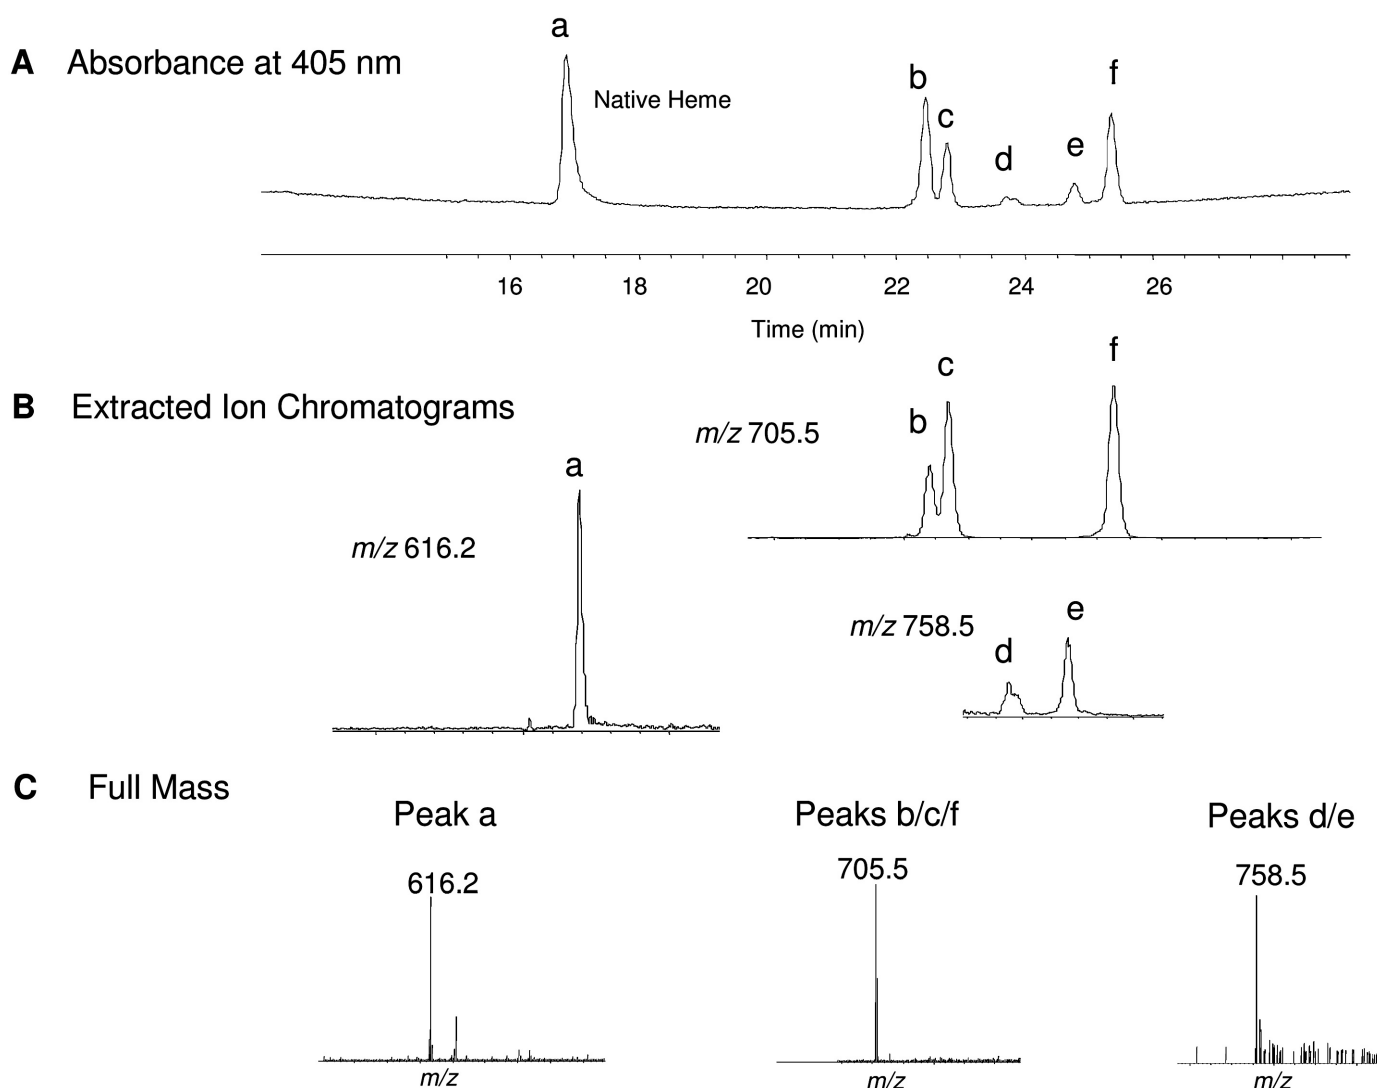 a
A Absorbance at 405 nm
Native Heme
b
c
d
e
f
16 18 20 22 24 26
Time (min)
B Extracted Ion Chromatograms
m/z 705.5
b
c
f
a
m/z 616.2
m/z 758.5
d
e
C Full Mass
Peak a
Peaks b/c/f
Peaks d/e
616.2
705.5
758.5
m/z
m/z
m/z